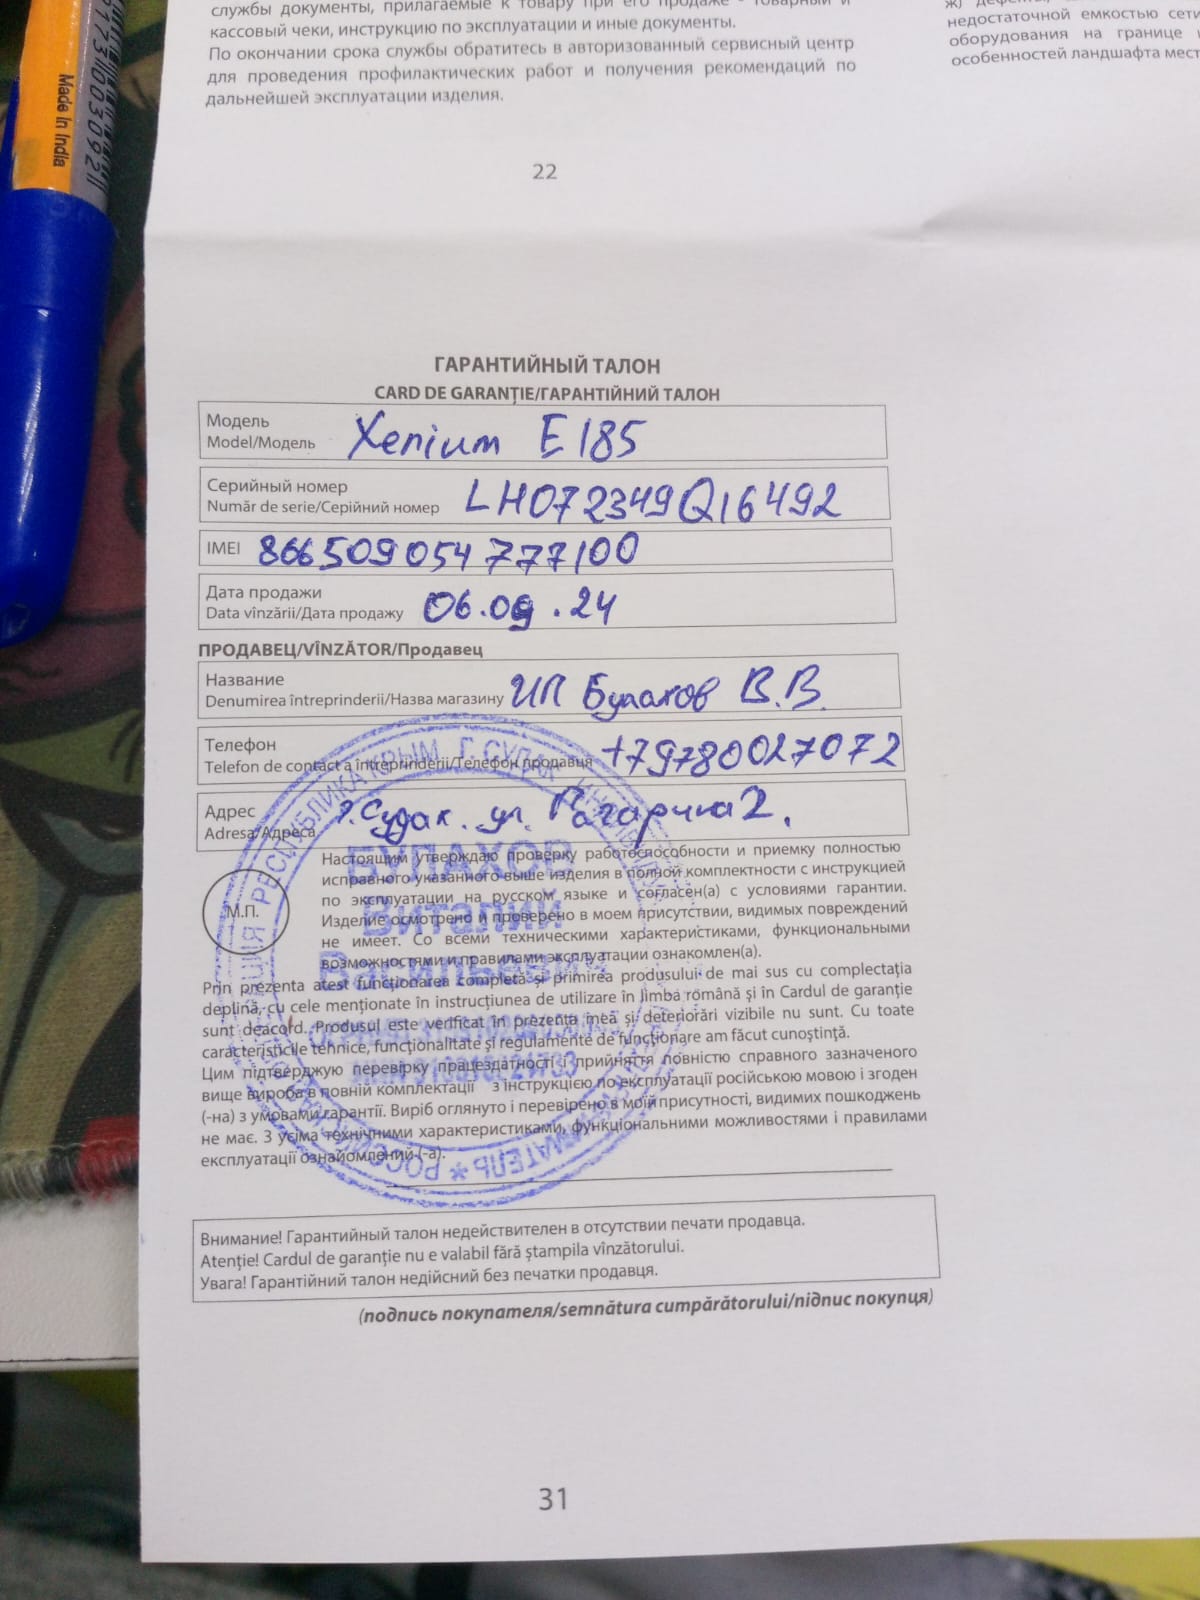 службы документы, прилагаемые к товару при его продаже - товарный и
кассовый чеки, инструкцию по эксплуатации и иные документы.
По окончании срока службы обратитесь в авторизованный сервисный центр
для проведения профилактических работ и получения рекомендаций по
дальнейшей эксплуатации изделия.
22
недостаточной емкостью сети
оборудования на границе
особенностей ландшафта мест
Made in India
ГАРАНТИЙНЫЙ ТАЛОН
CARD DE GARANȚIE/ГАРАНТІЙНИЙ ТАЛОН
Модель
Model/Модель Xenium E185
Серийный номер
Număr de serie/Серійний номер LH072349Q16492
IMEI 866509054777100
Дата продажи
Data vînzării/Дата продажу 06.09.24
ПРОДАВЕЦ/VÎNZĂTOR/Продавец
Название
Denumirea întreprinderii/Назва магазину ИП Булахов В.В.
Телефон
Telefon de contact a întreprinderii/Телефон продавця +79780027072
Адрес
Adresa/Адреса г. Судак. ул. Гагарина 2.
Настоящим утверждаю проверку работоспособности и приемку полностью
исправного указанного выше изделия в полной комплектности с инструкцией
по эксплуатации на русском языке и согласен(а) с условиями гарантии.
Изделие осмотрено и проверено в моем присутствии, видимых повреждений
не имеет. Со всеми техническими характеристиками, функциональными
возможностями и правилами эксплуатации ознакомлен(а).
М.П.
Prin prezenta atest funcționarea completă și primirea produsului de mai sus cu complectația
deplină, cu cele menționate în instrucțiunea de utilizare în limba română și în Cardul de garanție
sunt deacord. Produsul este verificat în prezența mea și deteriorări vizibile nu sunt. Cu toate
caracteristicile tehnice, funcționalitate și regulamente de funcționare am făcut cunoștință.
Цим підтверджую перевірку працездатності і прийняття повністю справного зазначеного
вище вироба в повній комплектації з інструкцією по експлуатації російською мовою і згоден
(-на) з умовами гарантії. Виріб оглянуто і перевірено в моїй присутності, видимих пошкоджень
не має. З усіма технічними характеристиками, функціональними можливостями і правилами
експлуатації ознайомлений (-а).
РЕСПУБЛИКА КРЫМ Г. СУДАК
БУЛАХОВ
Виталий
Васильевич
Внимание! Гарантийный талон недействителен в отсутствии печати продавца.
Atenție! Cardul de garanție nu e valabil fără ștampila vînzătorului.
Увага! Гарантійний талон недійсний без печатки продавця.
(подпись покупателя/semnătura cumpărătorului/підпис покупця)
31